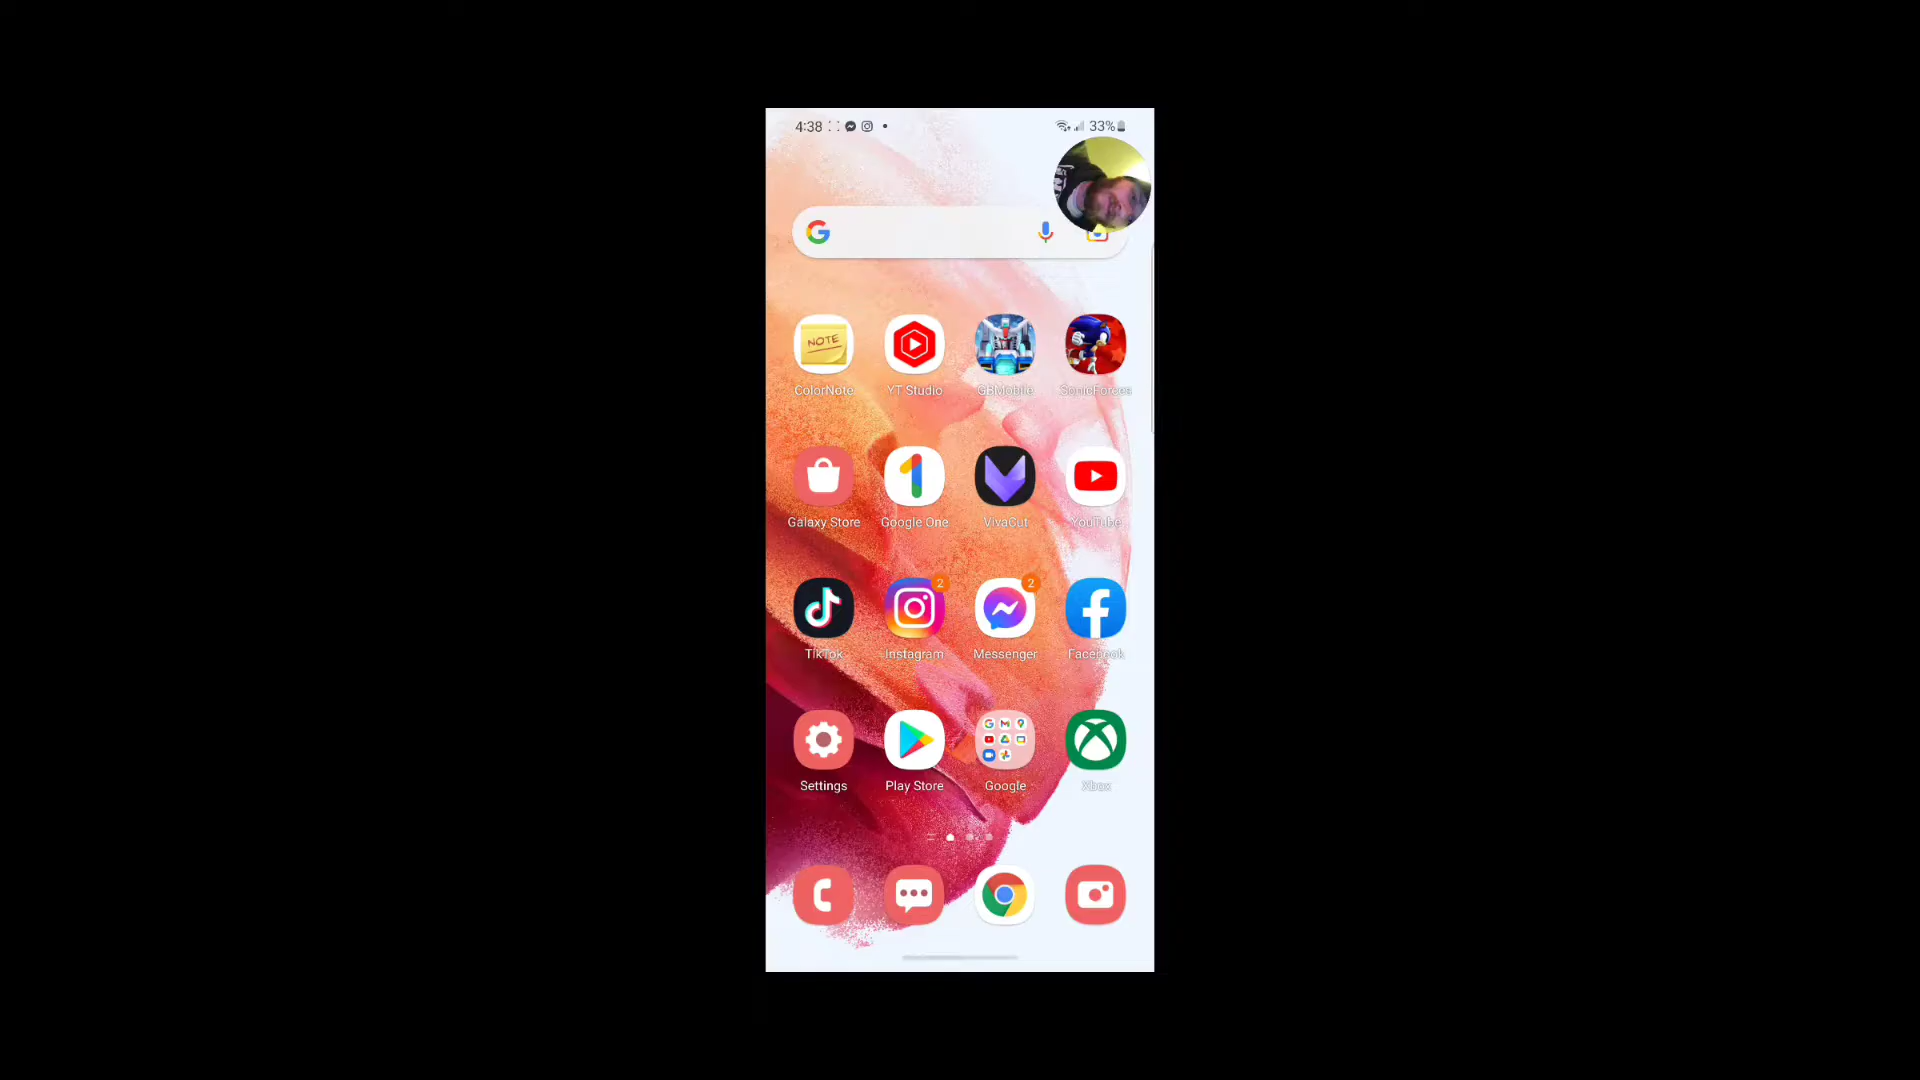 4:38 33%
NOTE
ColorNote YT Studio GBMobile SonicForces
Galaxy Store Google One VivaCut YouTube
2 2
TikTok Instagram Messenger Facebook
Settings Play Store Google Xbox